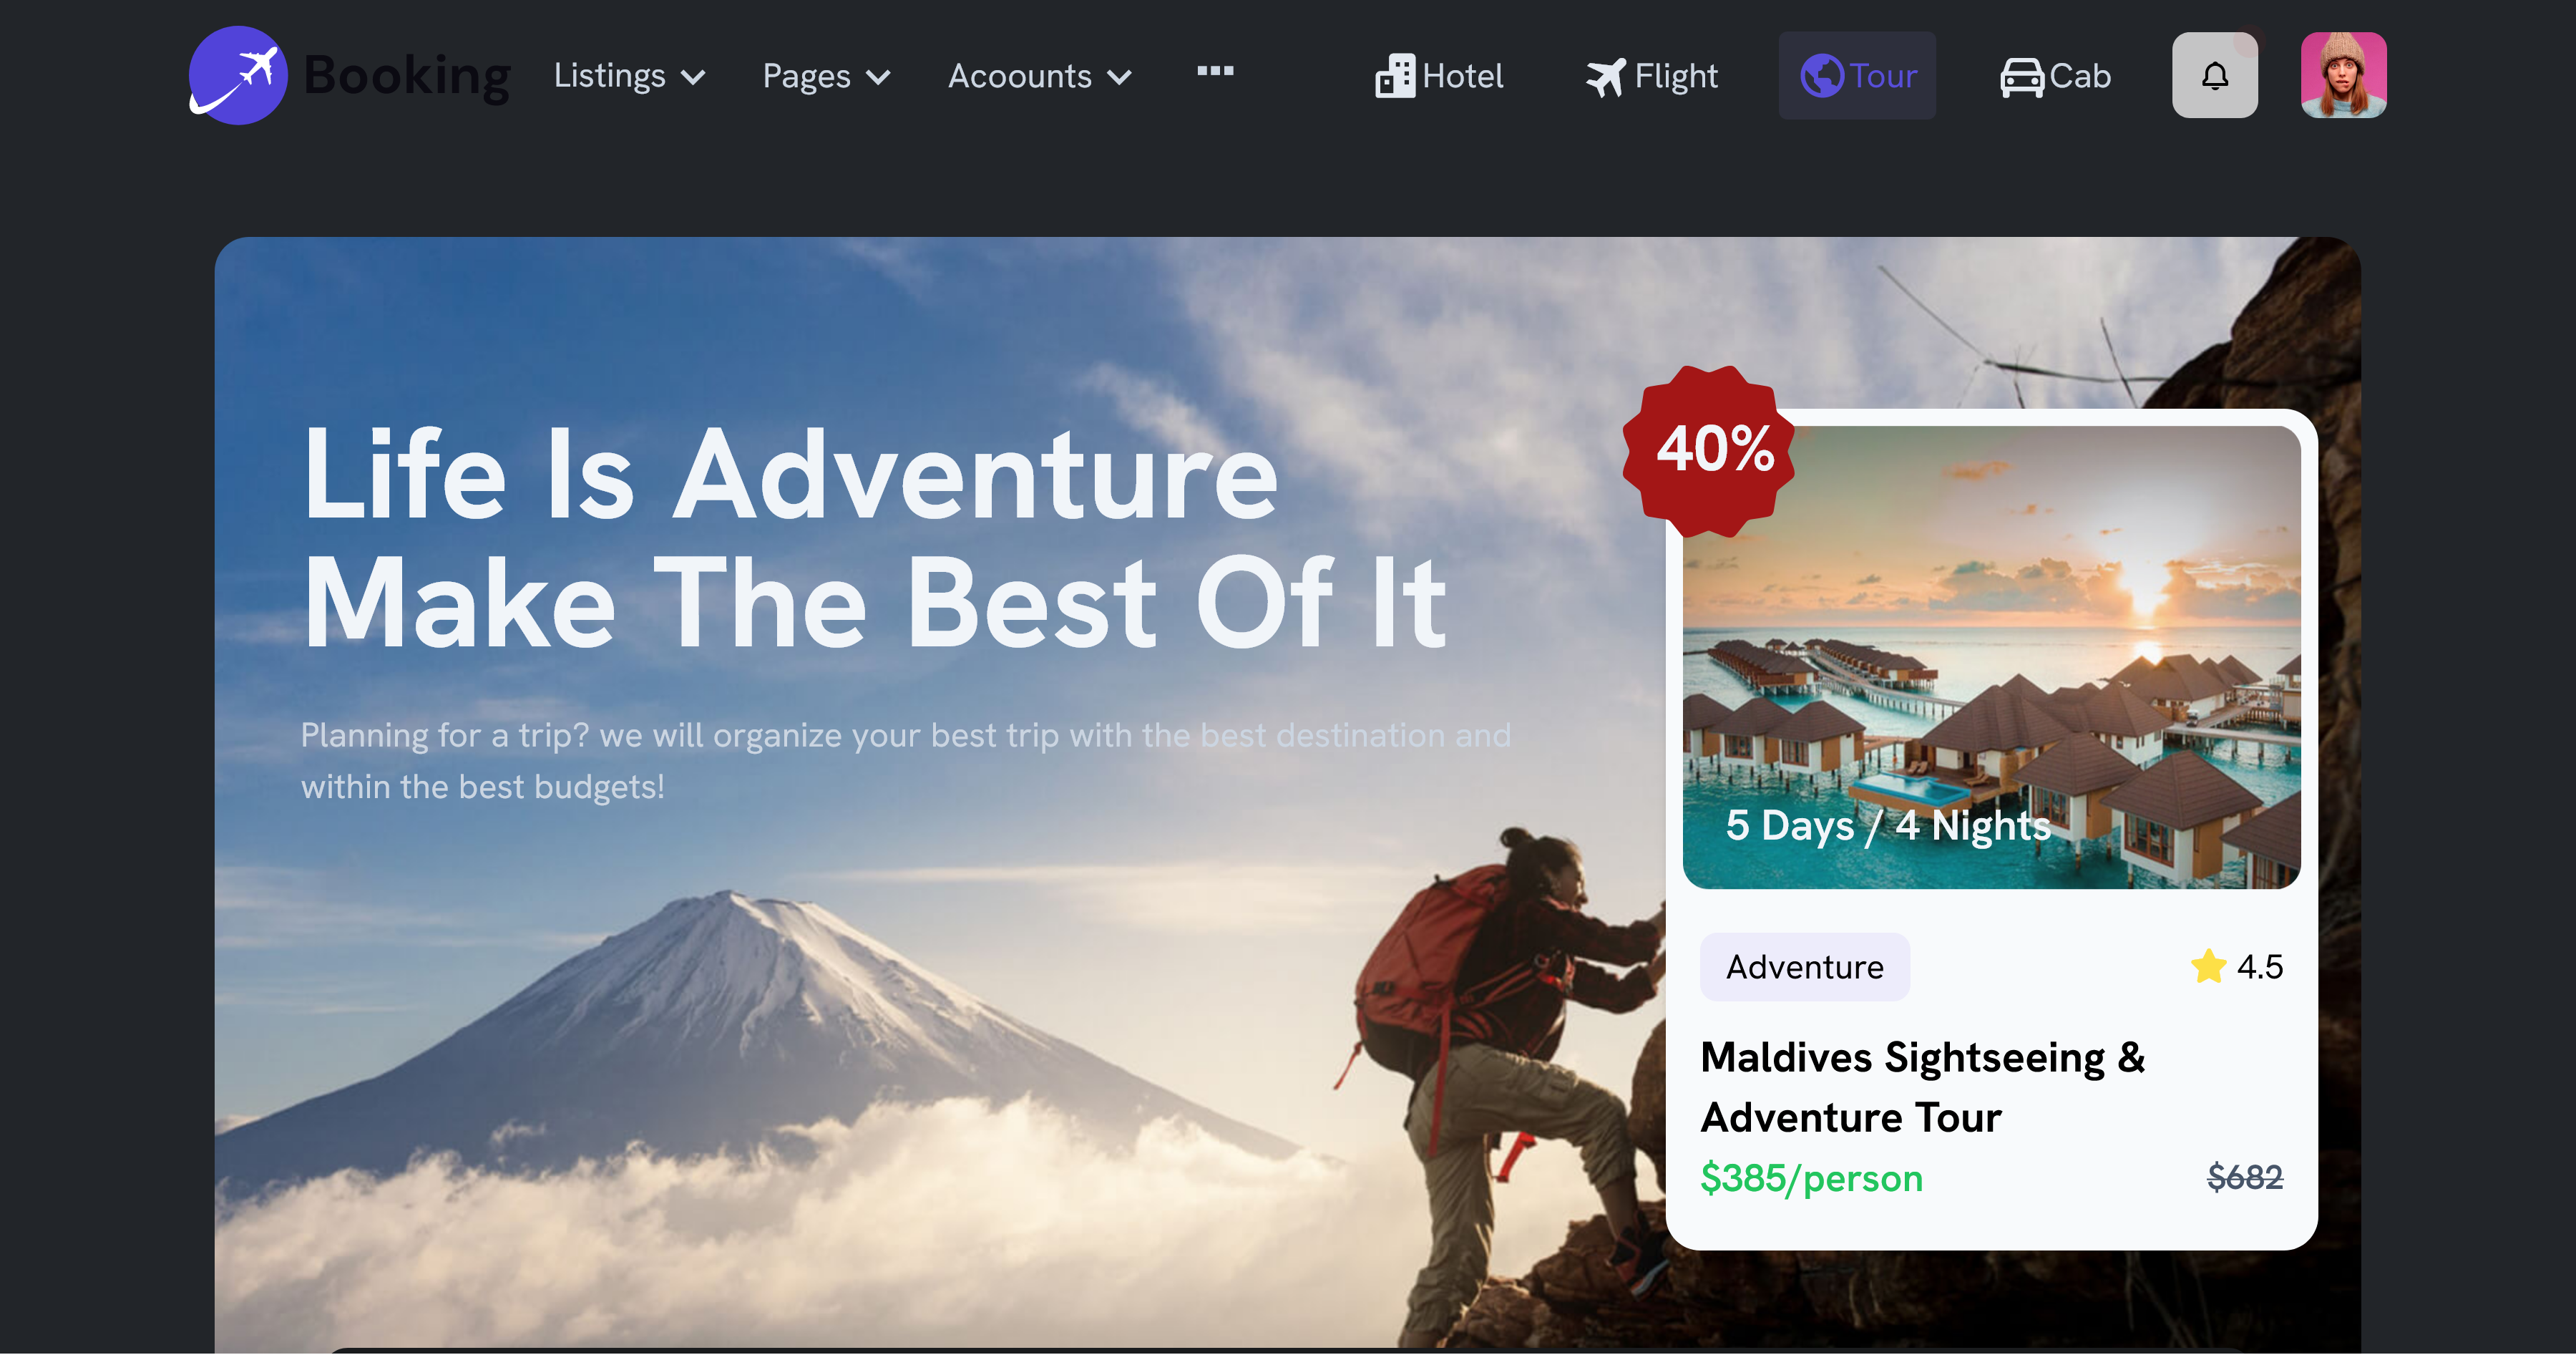 Booking
Listings
Pages
Acoounts
Hotel
Flight
Tour
Cab
Life Is Adventure
Make The Best Of It
Planning for a trip? we will organize your best trip with the best destination and
within the best budgets!
40%
5 Days / 4 Nights
Adventure
4.5
Maldives Sightseeing &
Adventure Tour
$385/person
$682